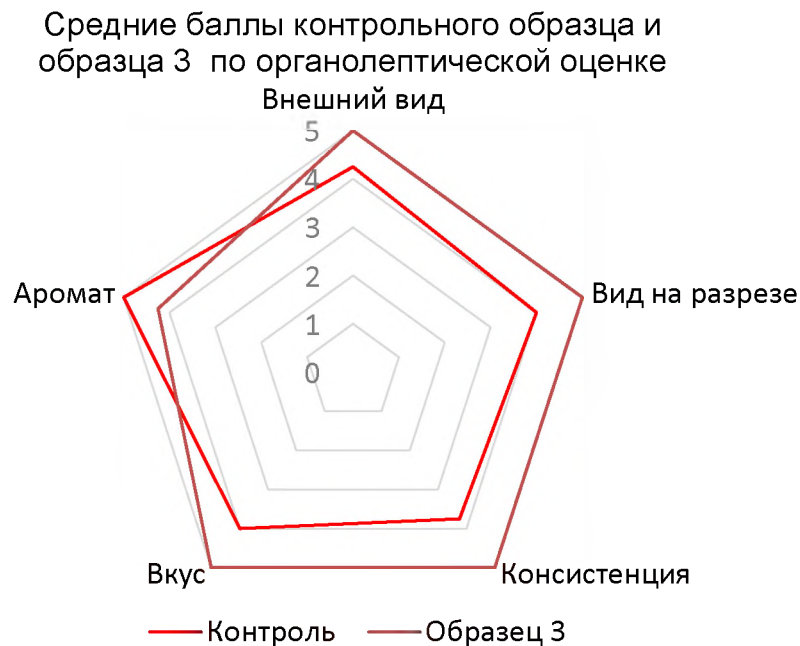 Средние баллы контрольного образца и
образца 3 по органолептической оценке
Внешний вид
5
4
3
2
1
0
Аромат
Вид на разрезе
Вкус
Консистенция
Контроль
Образец 3